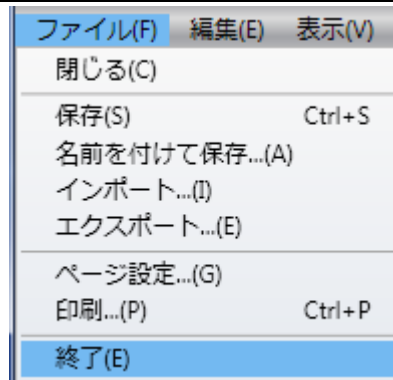 ファイル(F) 編集(E) 表示(V)
閉じる(C)
保存(S) Ctrl+S
名前を付けて保存...(A)
インポート...(I)
エクスポート...(E)
ページ設定...(G)
印刷...(P) Ctrl+P
終了(E)